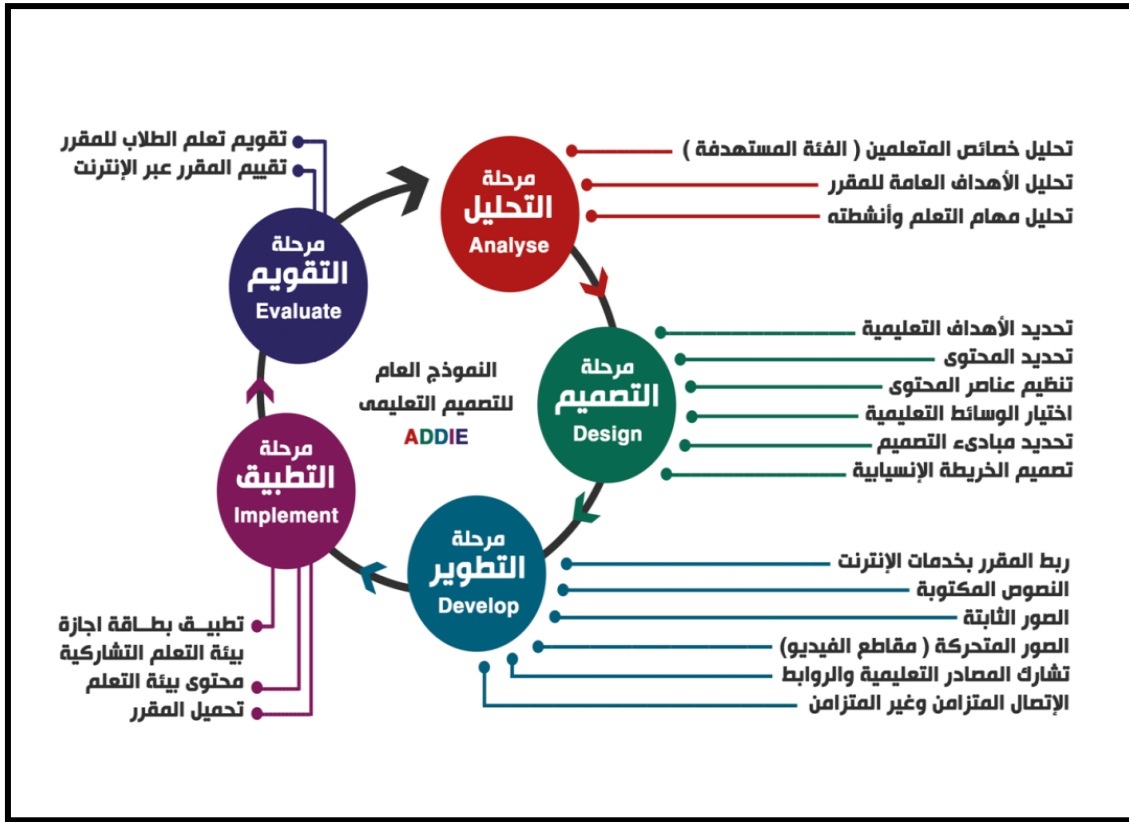 مرحلة
التحليل
Analyse
تحليل خصائص المتعلمين ( الفئة المستهدفة )
تحليل الأهداف العامة للمقرر
تحليل مهام التعلم وأنشطته
مرحلة
التصميم
Design
تحديد الأهداف التعليمية
تحديد المحتوى
تنظيم عناصر المحتوى
اختيار الوسائط التعليمية
تحديد مبادىء التصميم
تصميم الخريطة الإنسيابية
مرحلة
التطوير
Develop
ربط المقرر بخدمات الإنترنت
النصوص المكتوبة
الصور الثابتة
الصور المتحركة ( مقاطع الفيديو)
تشارك المصادر التعليمية والروابط
الإتصال المتزامن وغير المتزامن
مرحلة
التطبيق
Implement
تطبيــق بطــاقة اجازة
بيئة التعلم التشاركية
محتوى بيئة التعلم
تحميل المقرر
مرحلة
التقويم
Evaluate
تقويم تعلم الطلاب للمقرر
تقييم المقرر عبر الإنترنت
النموذج العام
للتصميم التعليمى
ADDIE